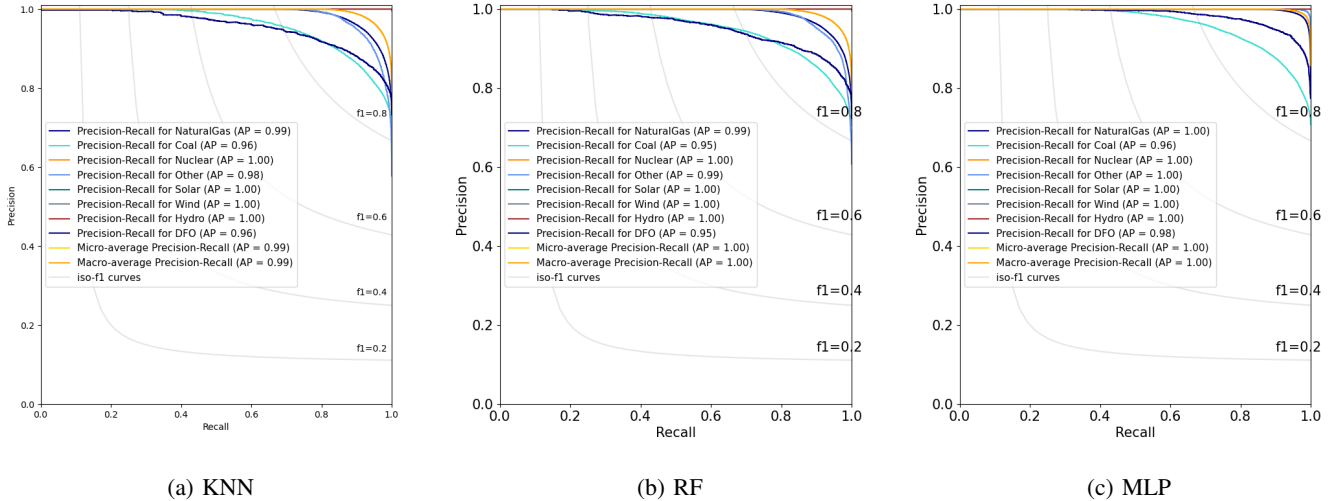 1.0
0.8
0.6
0.4
0.2
0.0
Precision
f1=0.8
f1=0.6
f1=0.4
f1=0.2
Precision-Recall for NaturalGas (AP = 0.99)
Precision-Recall for Coal (AP = 0.96)
Precision-Recall for Nuclear (AP = 1.00)
Precision-Recall for Other (AP = 0.98)
Precision-Recall for Solar (AP = 1.00)
Precision-Recall for Wind (AP = 1.00)
Precision-Recall for Hydro (AP = 1.00)
Precision-Recall for DFO (AP = 0.96)
Micro-average Precision-Recall (AP = 0.99)
Macro-average Precision-Recall (AP = 0.99)
iso-f1 curves
0.0 0.2 0.4 0.6 0.8 1.0
Recall
(a) KNN
1.0
0.8
0.6
0.4
0.2
0.0
Precision
f1=0.8
f1=0.6
f1=0.4
f1=0.2
Precision-Recall for NaturalGas (AP = 0.99)
Precision-Recall for Coal (AP = 0.95)
Precision-Recall for Nuclear (AP = 1.00)
Precision-Recall for Other (AP = 0.99)
Precision-Recall for Solar (AP = 1.00)
Precision-Recall for Wind (AP = 1.00)
Precision-Recall for Hydro (AP = 1.00)
Precision-Recall for DFO (AP = 0.95)
Micro-average Precision-Recall (AP = 1.00)
Macro-average Precision-Recall (AP = 1.00)
iso-f1 curves
0.0 0.2 0.4 0.6 0.8 1.0
Recall
(b) RF
1.0
0.8
0.6
0.4
0.2
0.0
Precision
f1=0.8
f1=0.6
f1=0.4
f1=0.2
Precision-Recall for NaturalGas (AP = 1.00)
Precision-Recall for Coal (AP = 0.96)
Precision-Recall for Nuclear (AP = 1.00)
Precision-Recall for Other (AP = 1.00)
Precision-Recall for Solar (AP = 1.00)
Precision-Recall for Wind (AP = 1.00)
Precision-Recall for Hydro (AP = 1.00)
Precision-Recall for DFO (AP = 0.98)
Micro-average Precision-Recall (AP = 1.00)
Macro-average Precision-Recall (AP = 1.00)
iso-f1 curves
0.0 0.2 0.4 0.6 0.8 1.0
Recall
(c) MLP